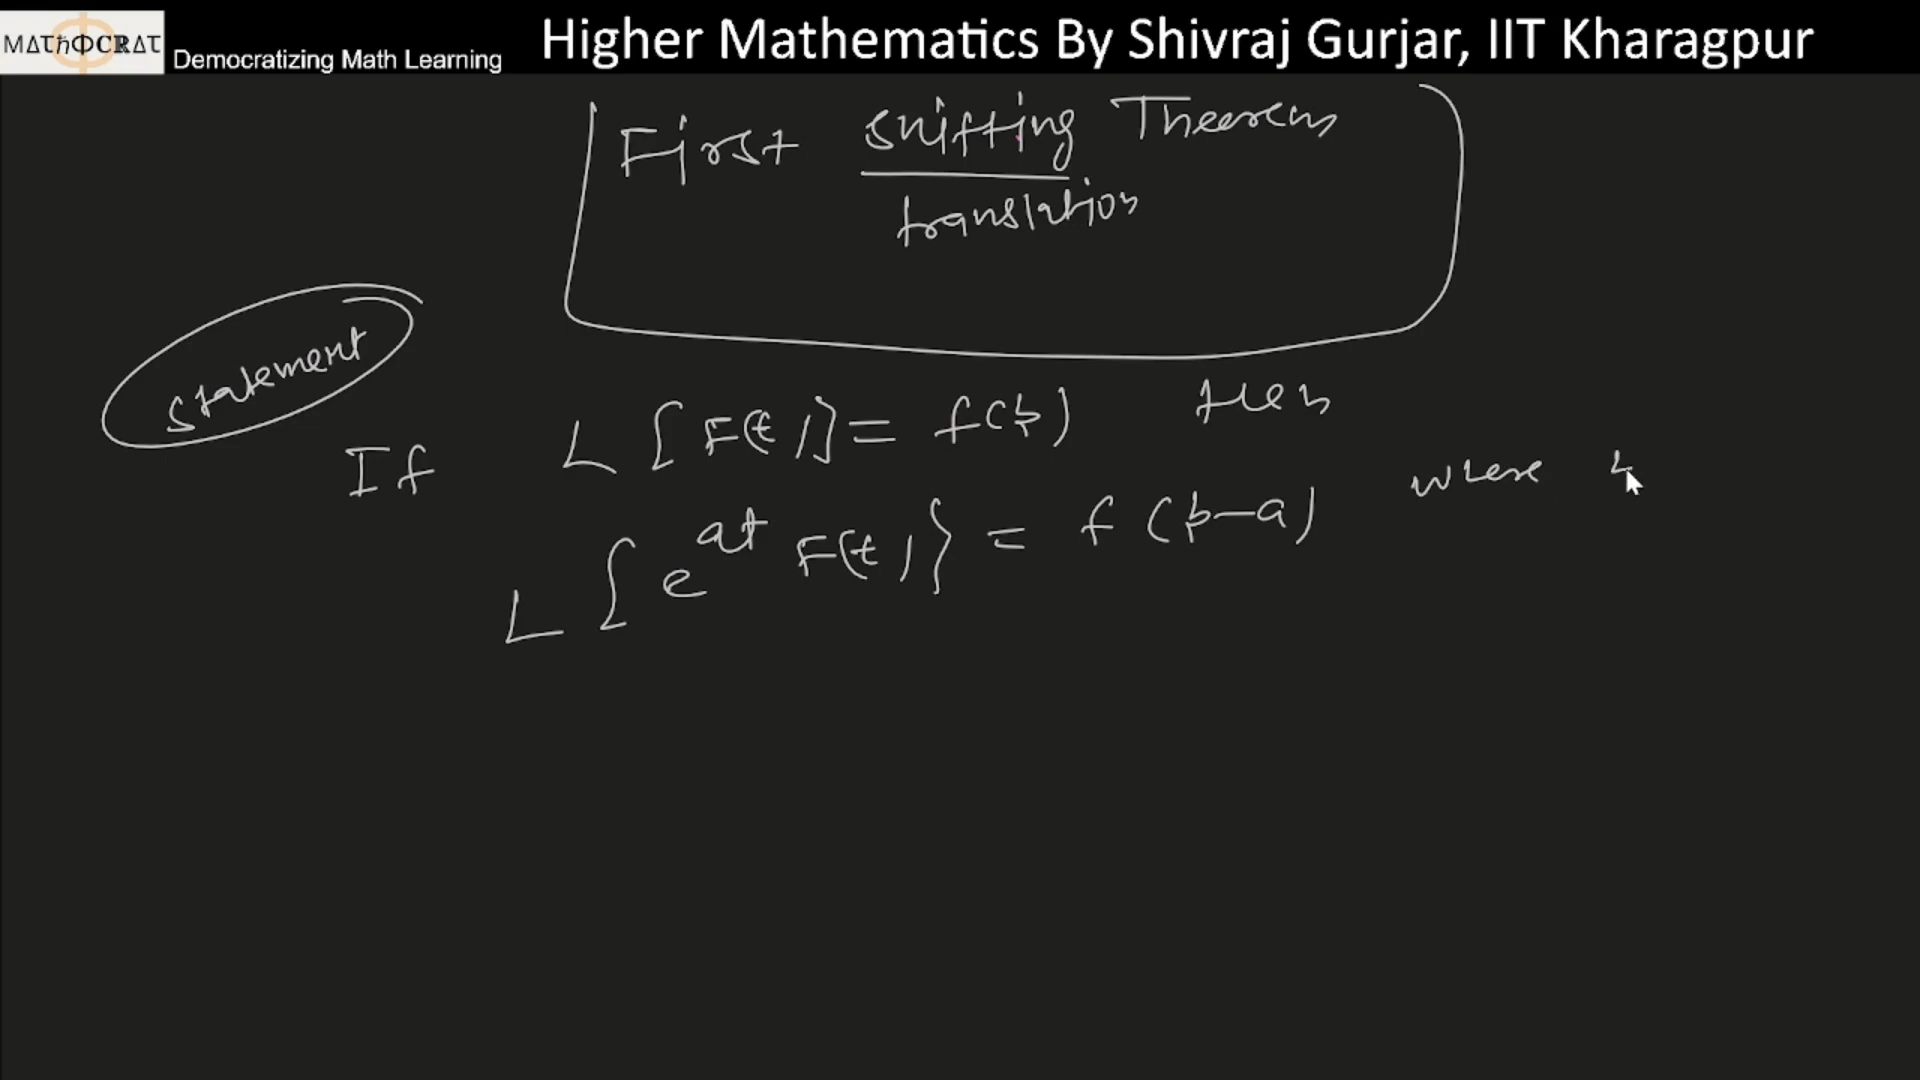 MΔTℏΦCRΔT Democratizing Math Learning Higher Mathematics By Shivraj Gurjar, IIT Kharagpur
First shifting Theorem
translation
statement
If L{F(t)} = f(p) then
L{e^{at} F(t)} = f(p-a) where